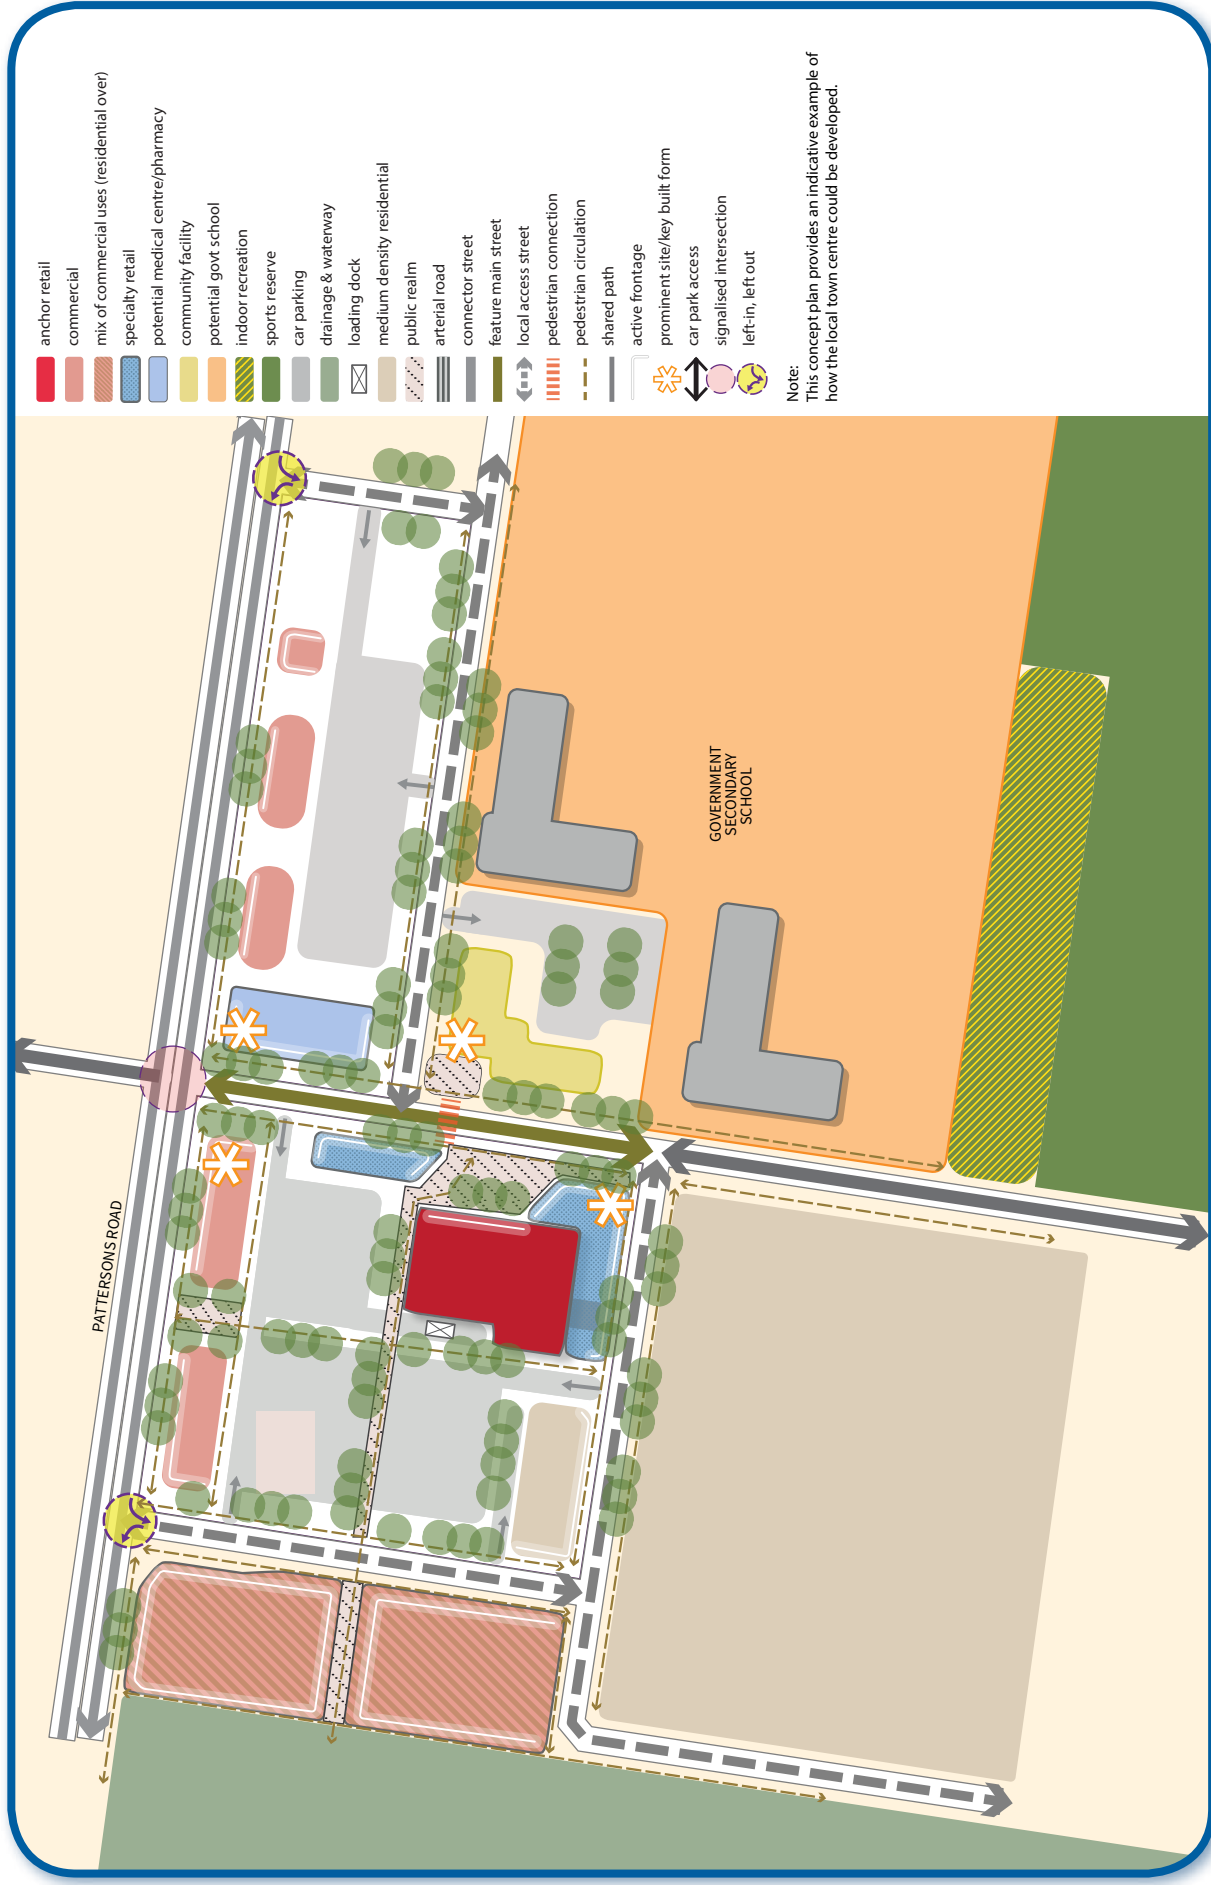 anchor retail
commercial
mix of commercial uses (residential over)
specialty retail
potential medical centre/pharmacy
community facility
potential govt school
indoor recreation
sports reserve
car parking
drainage & waterway
loading dock
medium density residential
public realm
arterial road
connector street
feature main street
local access street
pedestrian connection
pedestrian circulation
shared path
active frontage
prominent site/key built form
car park access
signalised intersection
left-in, left out
Note:
This concept plan provides an indicative example of
how the local town centre could be developed.
PATTERSONS ROAD
GOVERNMENT
SECONDARY
SCHOOL